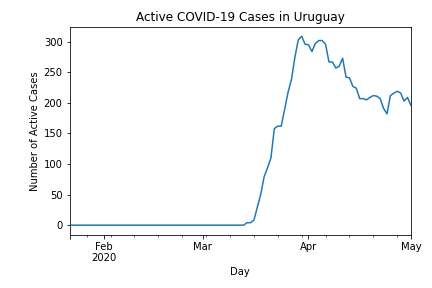 Active COVID-19 Cases in Uruguay
Number of Active Cases
300
250
200
150
100
50
0
Feb
2020
Mar
Apr
May
Day